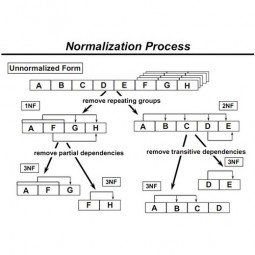 Normalization Process
Unnormalized Form
A B C D E F G H
remove repeating groups
1NF
2NF
A F G H
A B C D E
remove partial dependencies
remove transitive dependencies
3NF
3NF
3NF
3NF
A F G
F H
D E
A B C D